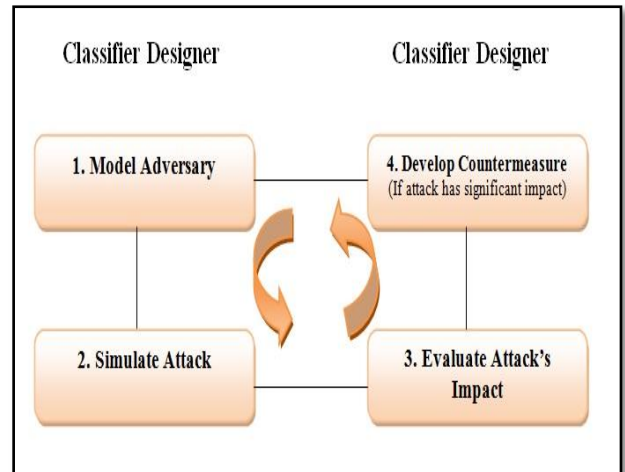 Classifier Designer
Classifier Designer
1. Model Adversary
4. Develop Countermeasure
(If attack has significant impact)
2. Simulate Attack
3. Evaluate Attack's
Impact